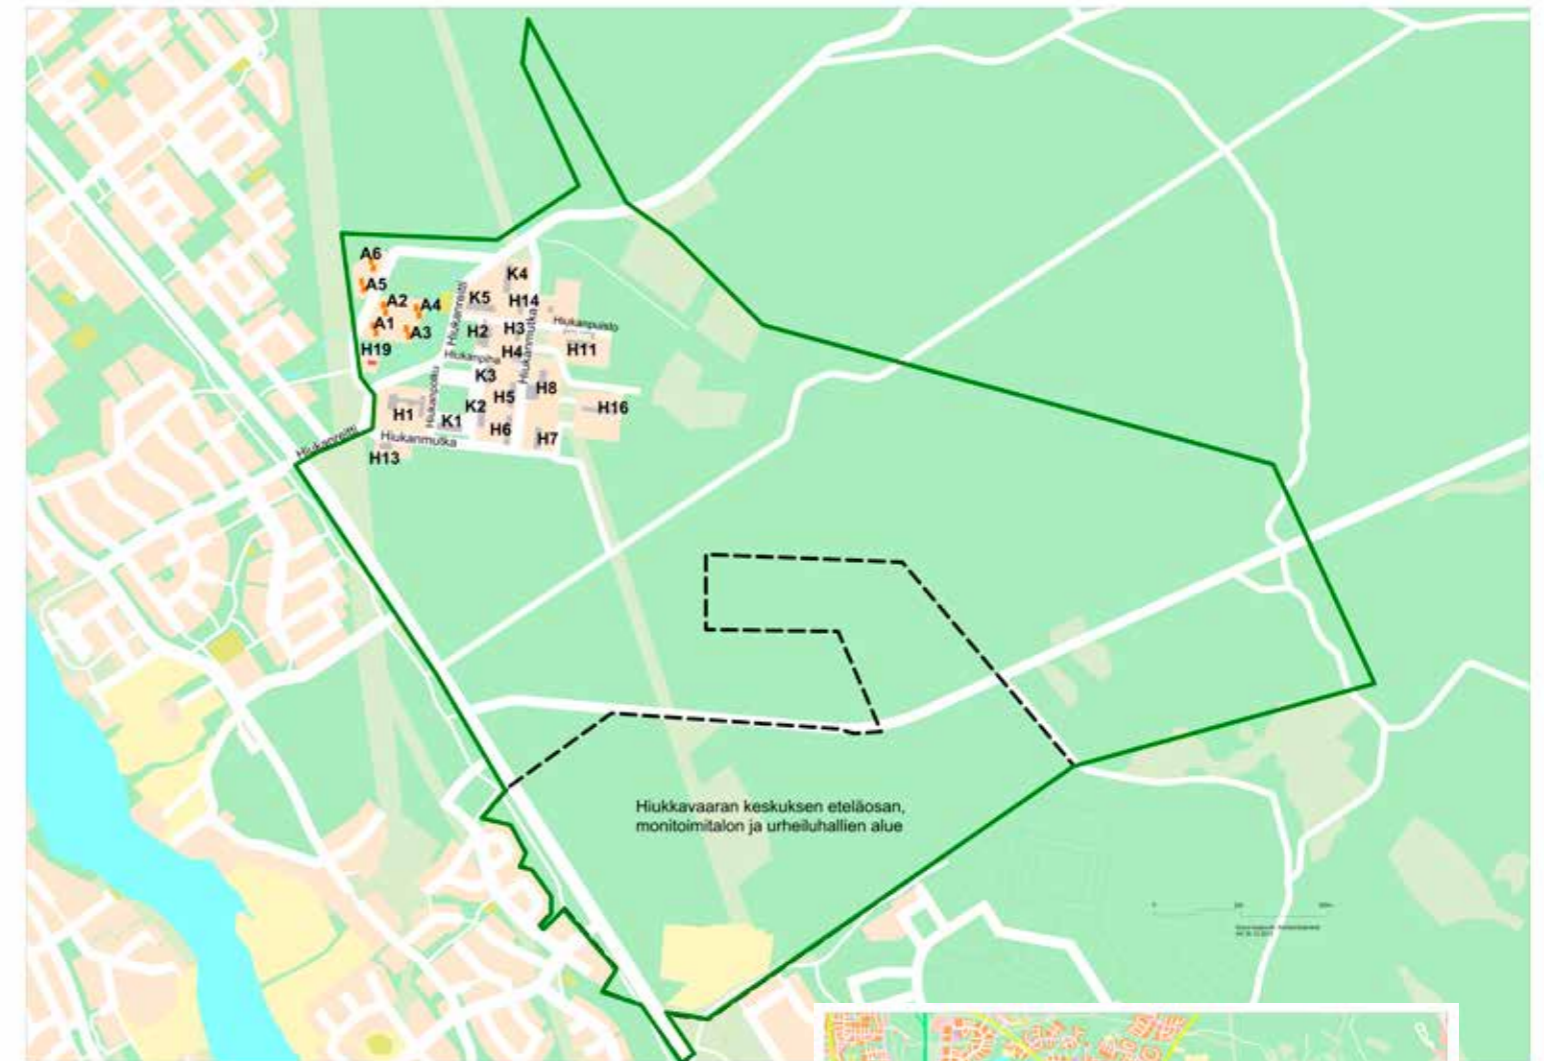 A6
K4
A5
K5
A2
A4
H14
Hiukanreitti
A1
A3
H2
H3
Hiukanpuisto
Hiukanmutka
H19
H4
H11
Hiukanpiha
K3
H8
Hiukanpolku
H5
K2
H16
H1
K1
H6
Hiukanreitti
Hiukanmutka
H7
H13
Hiukkavaaran keskuksen eteläosan,
monitoimitalon ja urheiluhallien alue